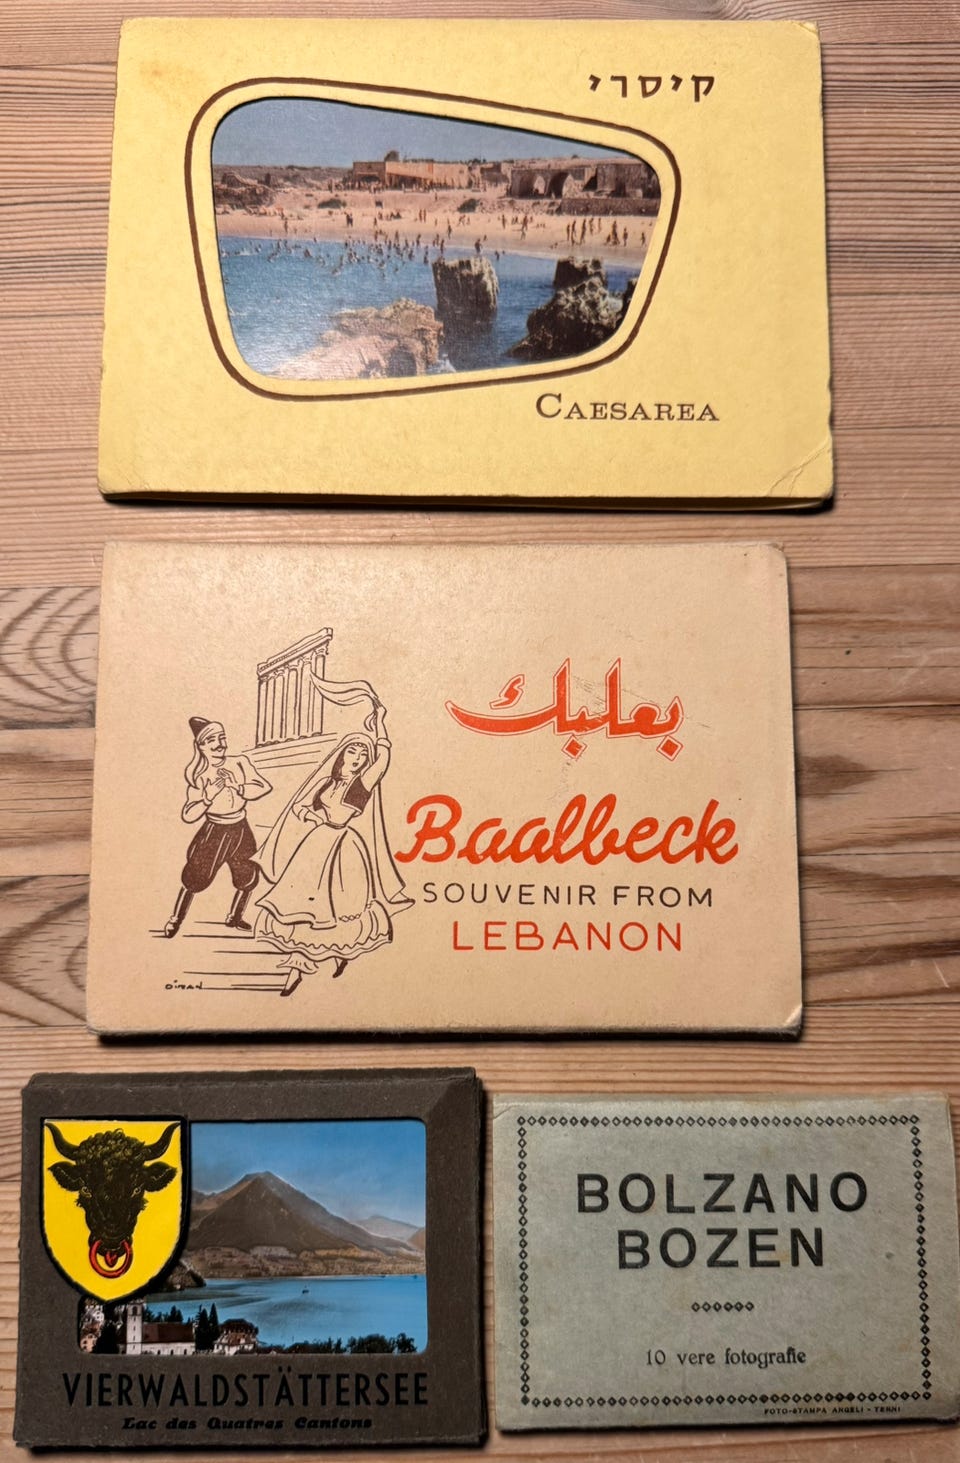 קיסרי
CAESAREA
بعلبك
Baalbeck
SOUVENIR FROM
LEBANON
DIRAN
VIERWALDSTÄTTERSEE
Lac des Quatres Cantons
BOLZANO
BOZEN
10 vere fotografie
FOTO-STAMPA ANGELI - TERNI